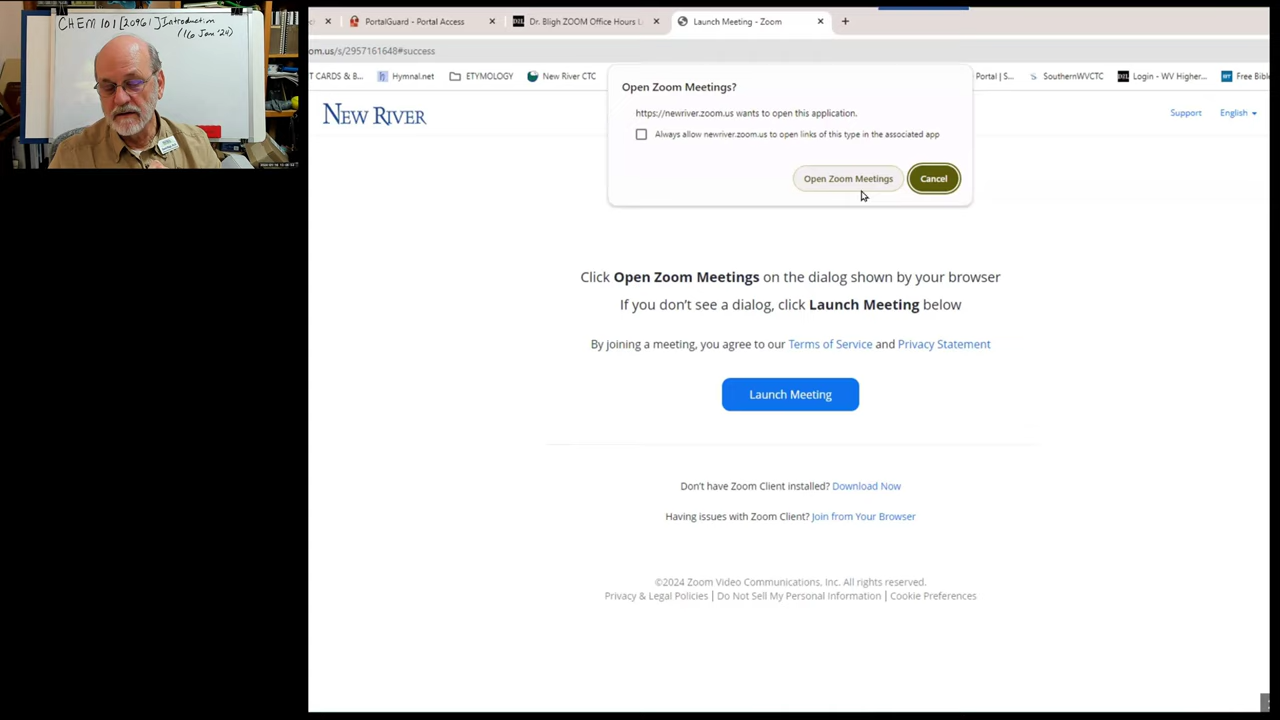 CHEM 101 [20961] Introduction
(16 Jan '24)
PortalGuard - Portal Access
Dr. Bligh ZOOM Office Hours L
Launch Meeting - Zoom
om.us/s/2957161648#success
T CARDS & B...
Hymnal.net
ETYMOLOGY
New River CTC
Portal | S...
SouthernWVCTC
Login - WV Higher...
Free Bibl
Open Zoom Meetings?
https://newriver.zoom.us wants to open this application.
Always allow newriver.zoom.us to open links of this type in the associated app
Open Zoom Meetings
Cancel
NEW RIVER
Support
English
Click Open Zoom Meetings on the dialog shown by your browser
If you don't see a dialog, click Launch Meeting below
By joining a meeting, you agree to our Terms of Service and Privacy Statement
Launch Meeting
Don't have Zoom Client installed? Download Now
Having issues with Zoom Client? Join from Your Browser
©2024 Zoom Video Communications, Inc. All rights reserved.
Privacy & Legal Policies | Do Not Sell My Personal Information | Cookie Preferences